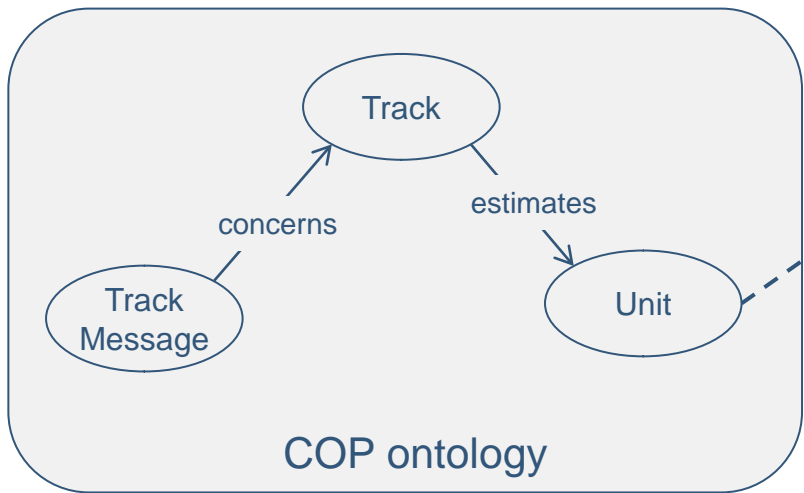 Track
estimates
concerns
Track
Message
Unit
COP ontology